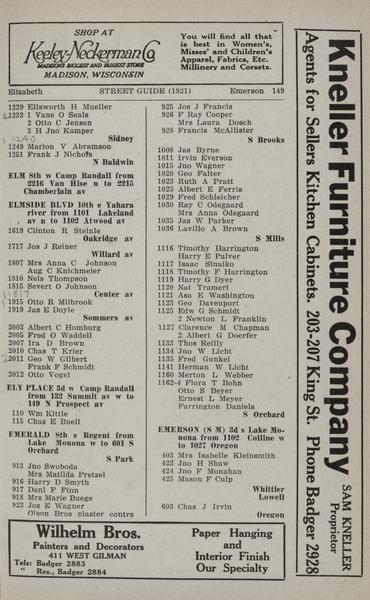 SHOP AT
Keeley-Neckerman Co.
MADISON'S BIGGEST AND BUSIEST STORE
MADISON, WISCONSIN
You will find all that
is best in Women's,
Misses' and Children's
Apparel, Fabrics, Etc.
Millinery and Corsets.
Elizabeth STREET GUIDE (1921) Emerson 149
1229 Ellsworth H Mueller
1233 1 Vane O Seals
2 Otto C Jensen
3 H Jno Kamper
1240 Sidney
1249 Marion V Abramson
1251 Frank J Nichols
N Baldwin
ELM 8th w Camp Randall from
2216 Van Hise n to 2215
Chamberlain av
ELMSIDE BLVD 10th e Yahara
river from 1101 Lakeland
av n to 1102 Atwood av
1619 Clinton R Steinle
Oakridge av
1717 Jos J Reiner
Willard av
1807 Mrs Anna C Johnson
Aug C Knichmeier
1810 Nels Thompson
1815 Severt O Johnson
1817 Center av
1915 Otto R Milbrook
1919 Jas E Doyle
Sommers av
2003 Albert C Homburg
2005 Fred O Waddell
2007 Ira D Brown
2010 Chas T Krier
2011 Geo W Gilbert
Frank F Schmidt
2012 Otto Vogel
ELY PLACE 3d w Camp Randall
from 132 Summit av w to
149 N Prospect av
110 Wm Kittle
115 Chas E Buell
EMERALD 8th s Regent from
Lake Monona w to 601 S
Orchard
S Park
913 Jno Swoboda
Mrs Matilda Pretzel
916 Harry D Smyth
917 Danl F Finn
918 Mrs Marie Buege
923 Jos E Wagner
Olson Bros plaster contrs
925 Jos J Francis
926 F Ray Cooper
Mrs Laura Dosch
928 Francis McAllister
S Brooks
1008 Jas Byrne
1011 Irvin Everson
1015 Jno Wagner
1020 Geo Falter
1023 Ruth A Pratt
1025 Albert E Ferris
1029 Fred Schleicher
1030 Ray C Odegaard
Mrs Anna Odegaard
1035 Jas W Parker
1036 Lavillo A Brown
S Mills
1116 Timothy Harrington
Harry E Pulver
1117 Isaac Sinaiko
1118 Timothy F Harrington
1119 Harry G Dyer
1120 Nat Tramerl
1121 Asa E Washington
1123 Geo Davenport
1125 Edw G Schmidt
2 Newton L Franklin
1127 Clarence M Chapman
2 Albert G Doerfer
1133 Thos Reilly
1134 Jno W Licht
1135 Fred Gunkel
1141 Herman W Licht
1160 Merton L Webber
1162-4 Flora T Bohn
Otto S Beyer
Ernest L Meyer
Farrington Daniels
S Orchard
EMERSON (S M) 3d s Lake Mo-
nona from 1102 Colline w
to 1027 Oregon
403 Mrs Isabelle Kleinsmith
423 Jno H Shaw
424 Jno F Monahan
425 Mason F Culp
Whittier
Lowell
603 Chas J Irvin
Oregon
Wilhelm Bros.
Painters and Decorators
411 WEST GILMAN
Tels: Badger 2883
" Res., Badger 2884
Paper Hanging
and
Interior Finish
Our Specialty
Kneller Furniture Company
SAM KNELLER
Proprietor
Agents for Sellers Kitchen Cabinets. 203-207 King St. Phone Badger 2928